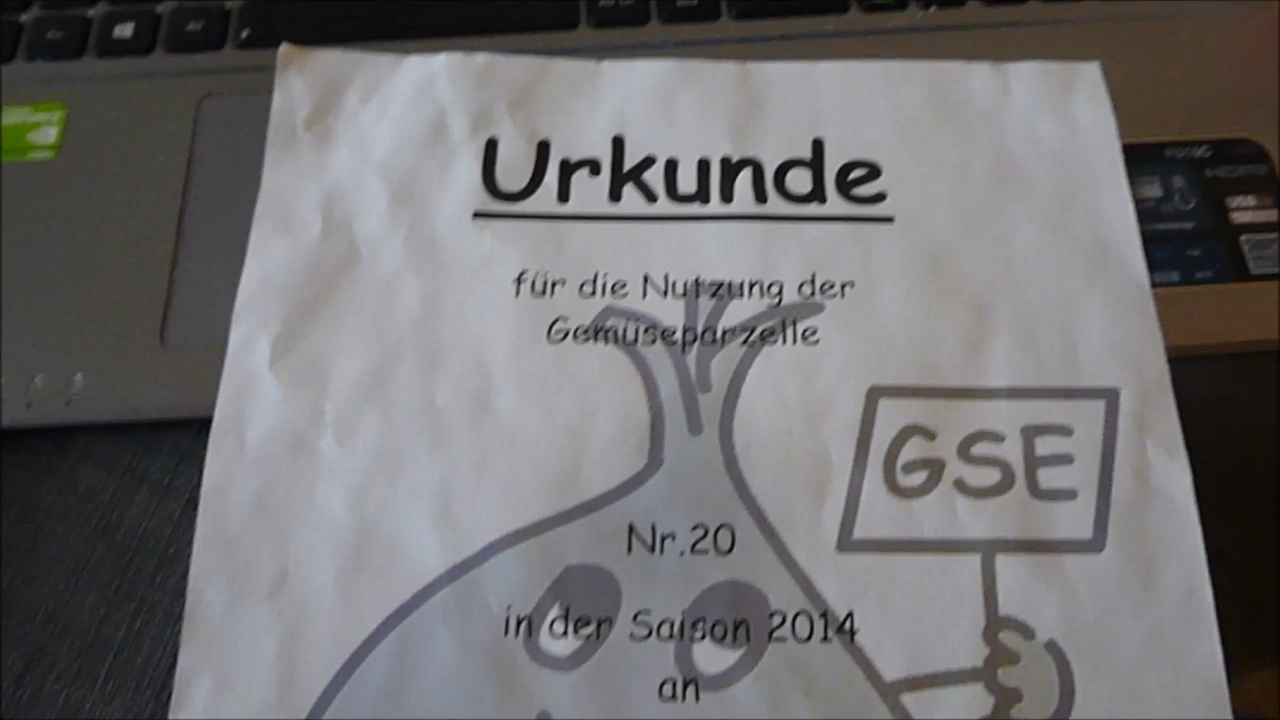 Urkunde
für die Nutzung der
Gemüseparzelle
GSE
Nr.20
in der Saison 2014
an